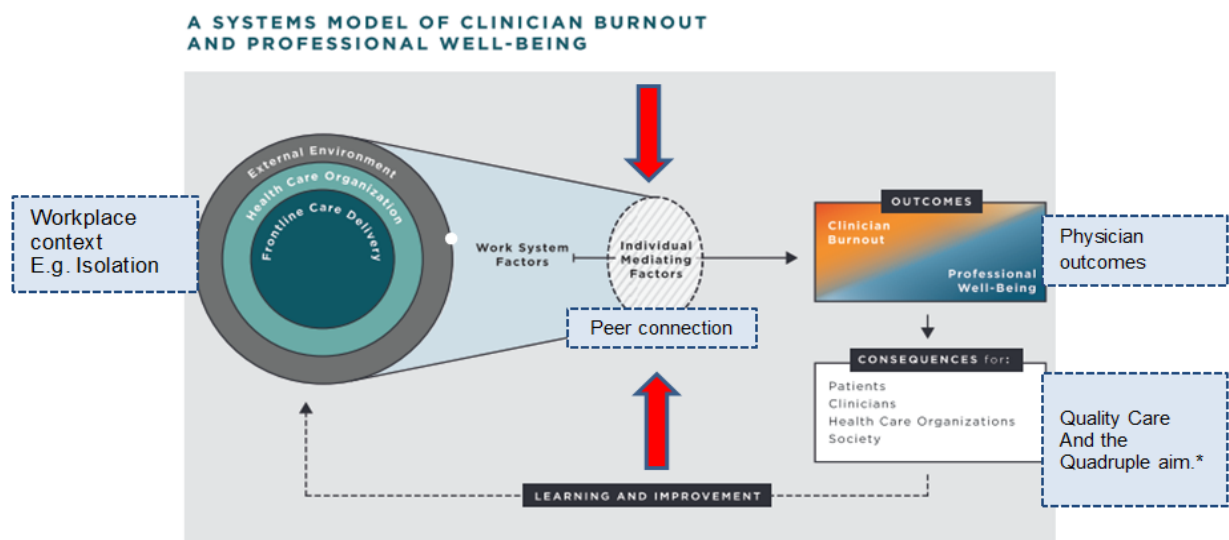 A SYSTEMS MODEL OF CLINICIAN BURNOUT
AND PROFESSIONAL WELL-BEING
External Environment
Health Care Organization
Frontline Care Delivery
Workplace
context
E.g. Isolation
Work System
Factors
Individual
Mediating
Factors
Peer connection
OUTCOMES
Clinician
Burnout
Professional
Well-Being
Physician
outcomes
CONSEQUENCES for:
Patients
Clinicians
Health Care Organizations
Society
Quality Care
And the
Quadruple aim.*
LEARNING AND IMPROVEMENT